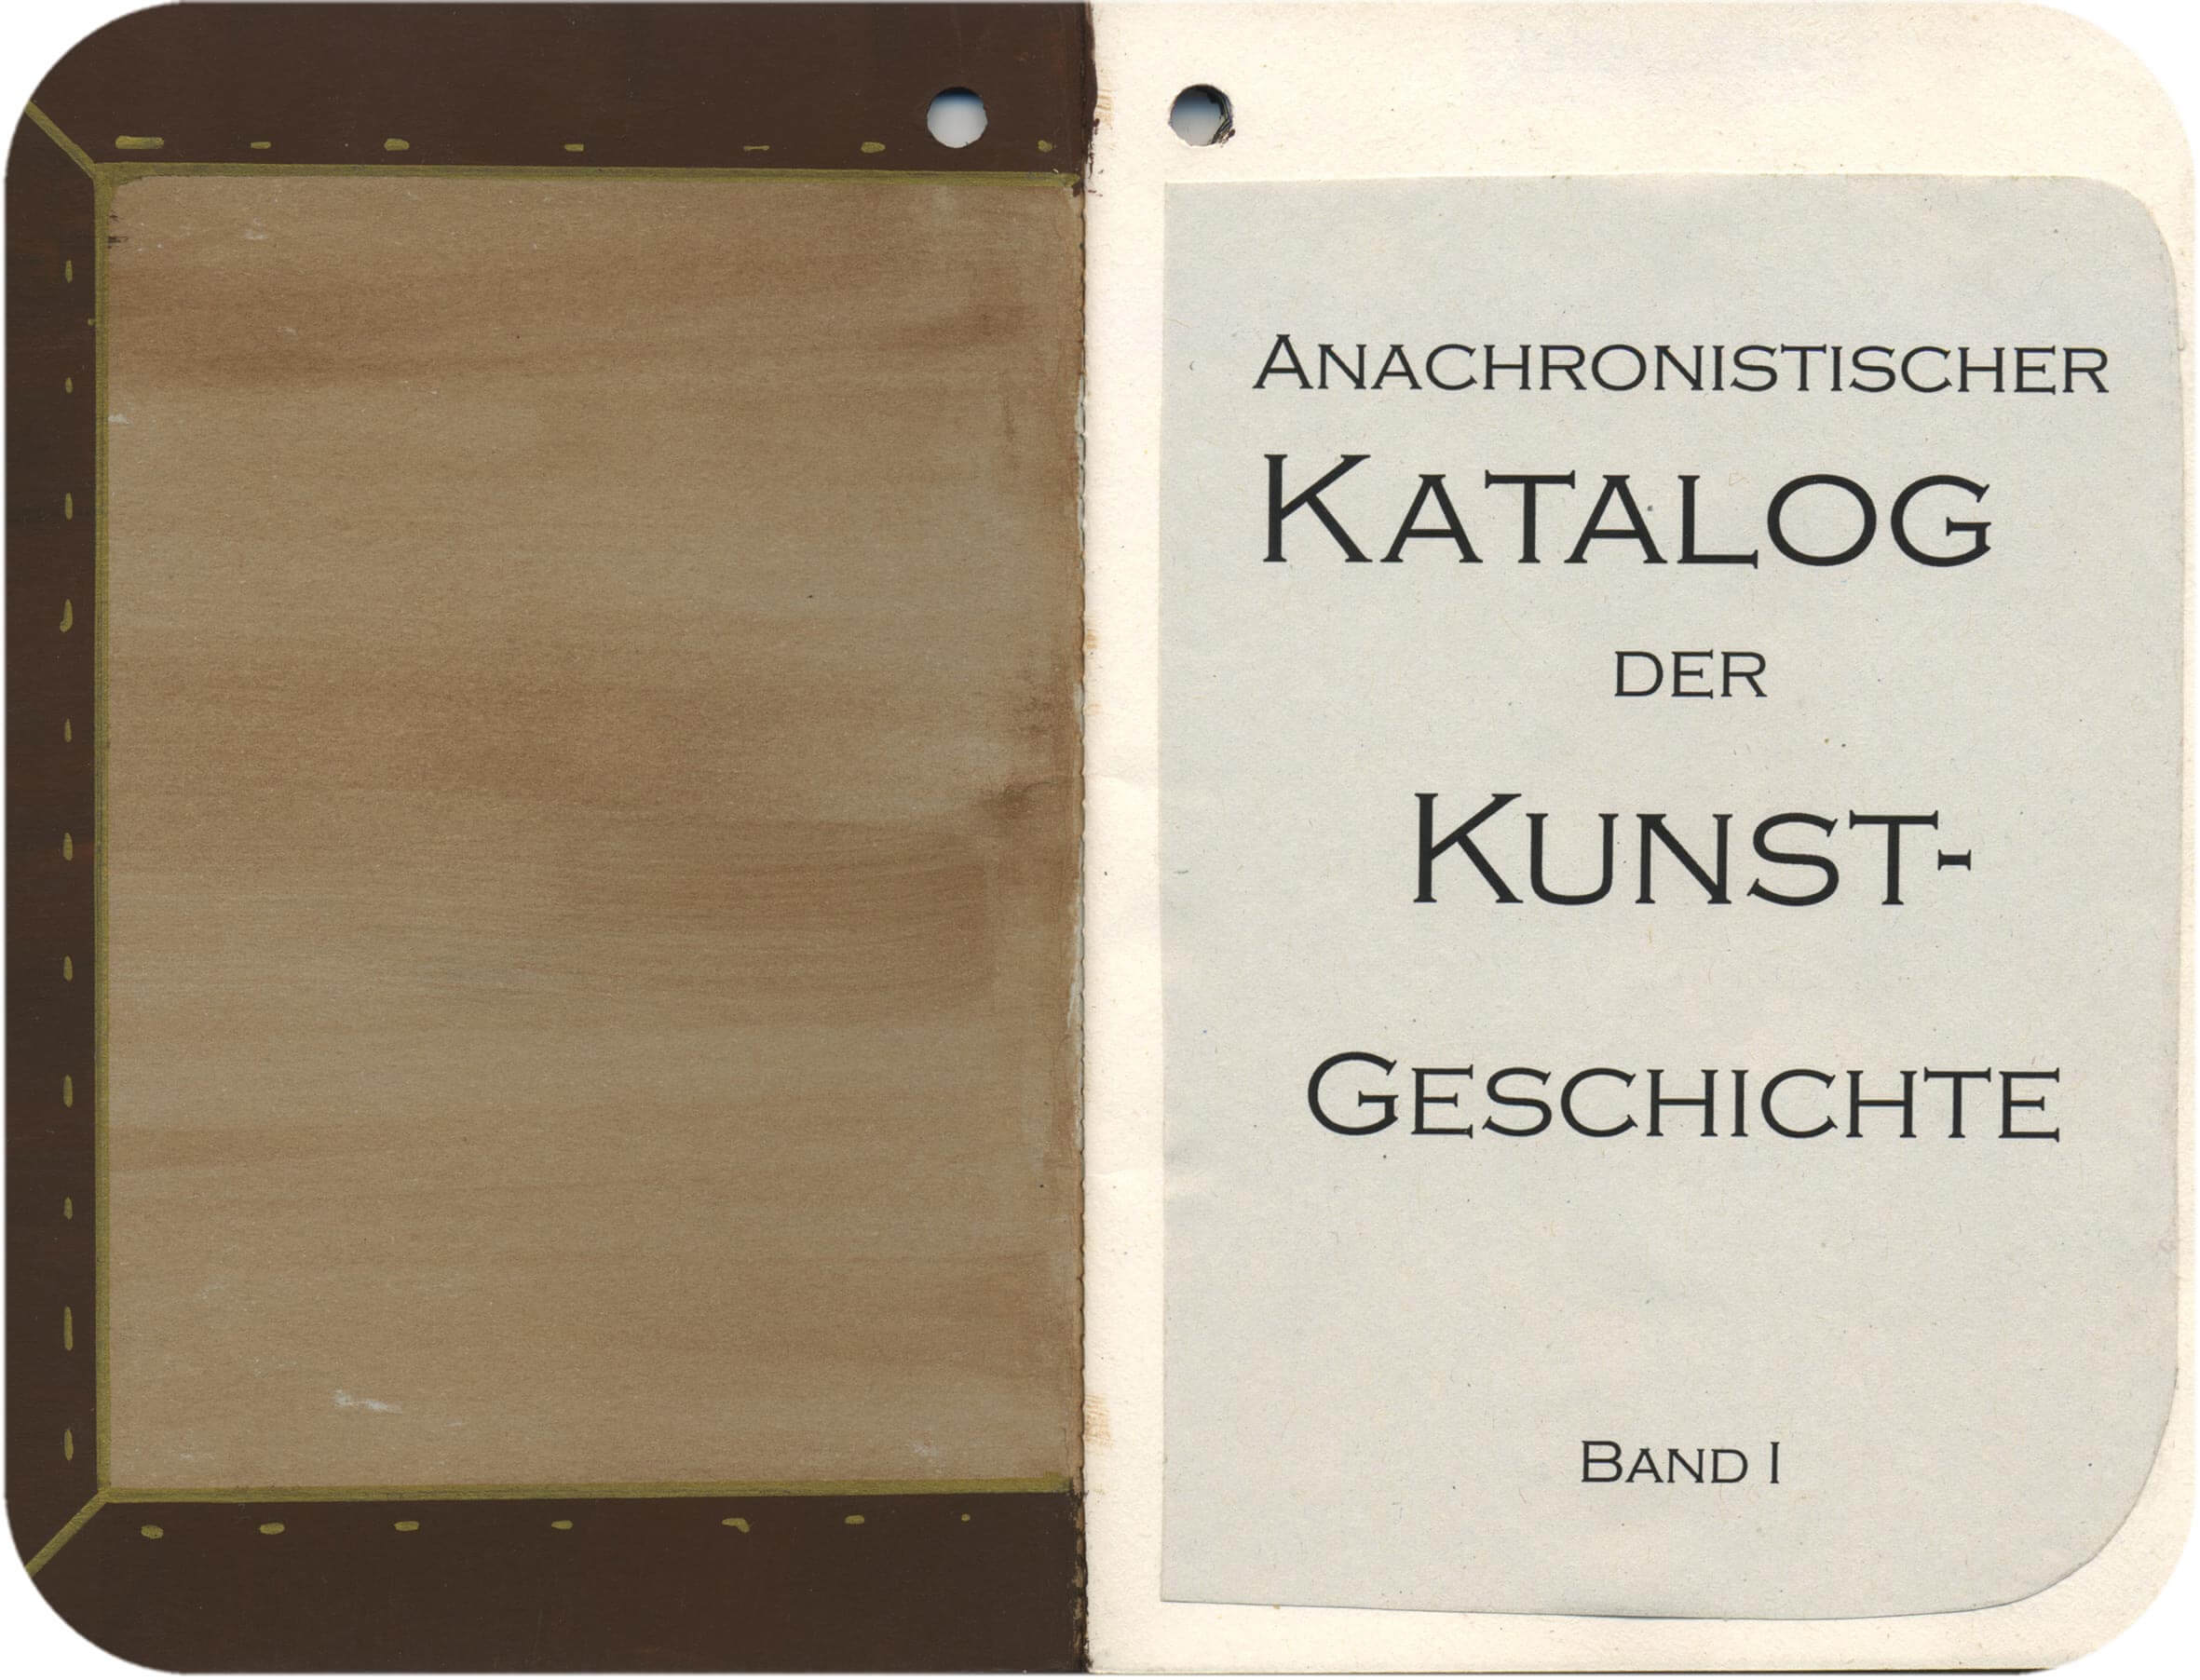 ANACHRONISTISCHER
KATALOG
DER
KUNST-
GESCHICHTE
BAND I